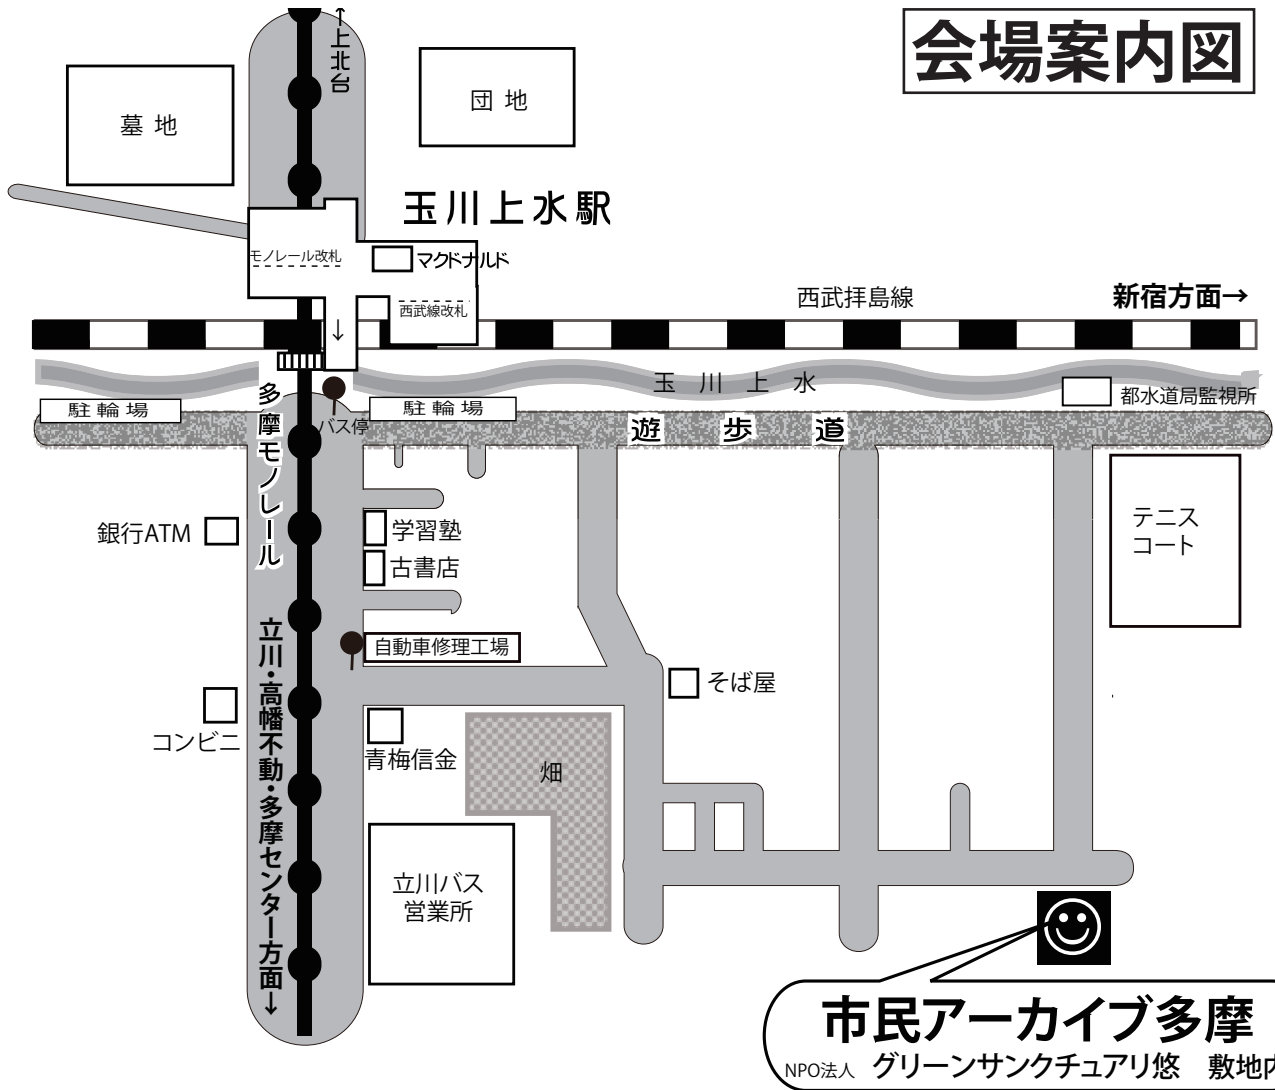 会場案内図
↑上北台
墓 地
団 地
玉川上水駅
モノレール改札
マクドナルド
西武線改札
↓
西武拝島線
新宿方面→
玉 川 上 水
都水道局監視所
駐 輪 場
駐 輪 場
バス停
遊 歩 道
多摩モノレール
銀行ATM
学習塾
古書店
テニス
コート
自動車修理工場
立川・高幡不動・多摩センター方面→
そば屋
コンビニ
青梅信金
畑
立川バス
営業所
市民アーカイブ多摩
NPO法人 グリーンサンクチュアリ悠 敷地内